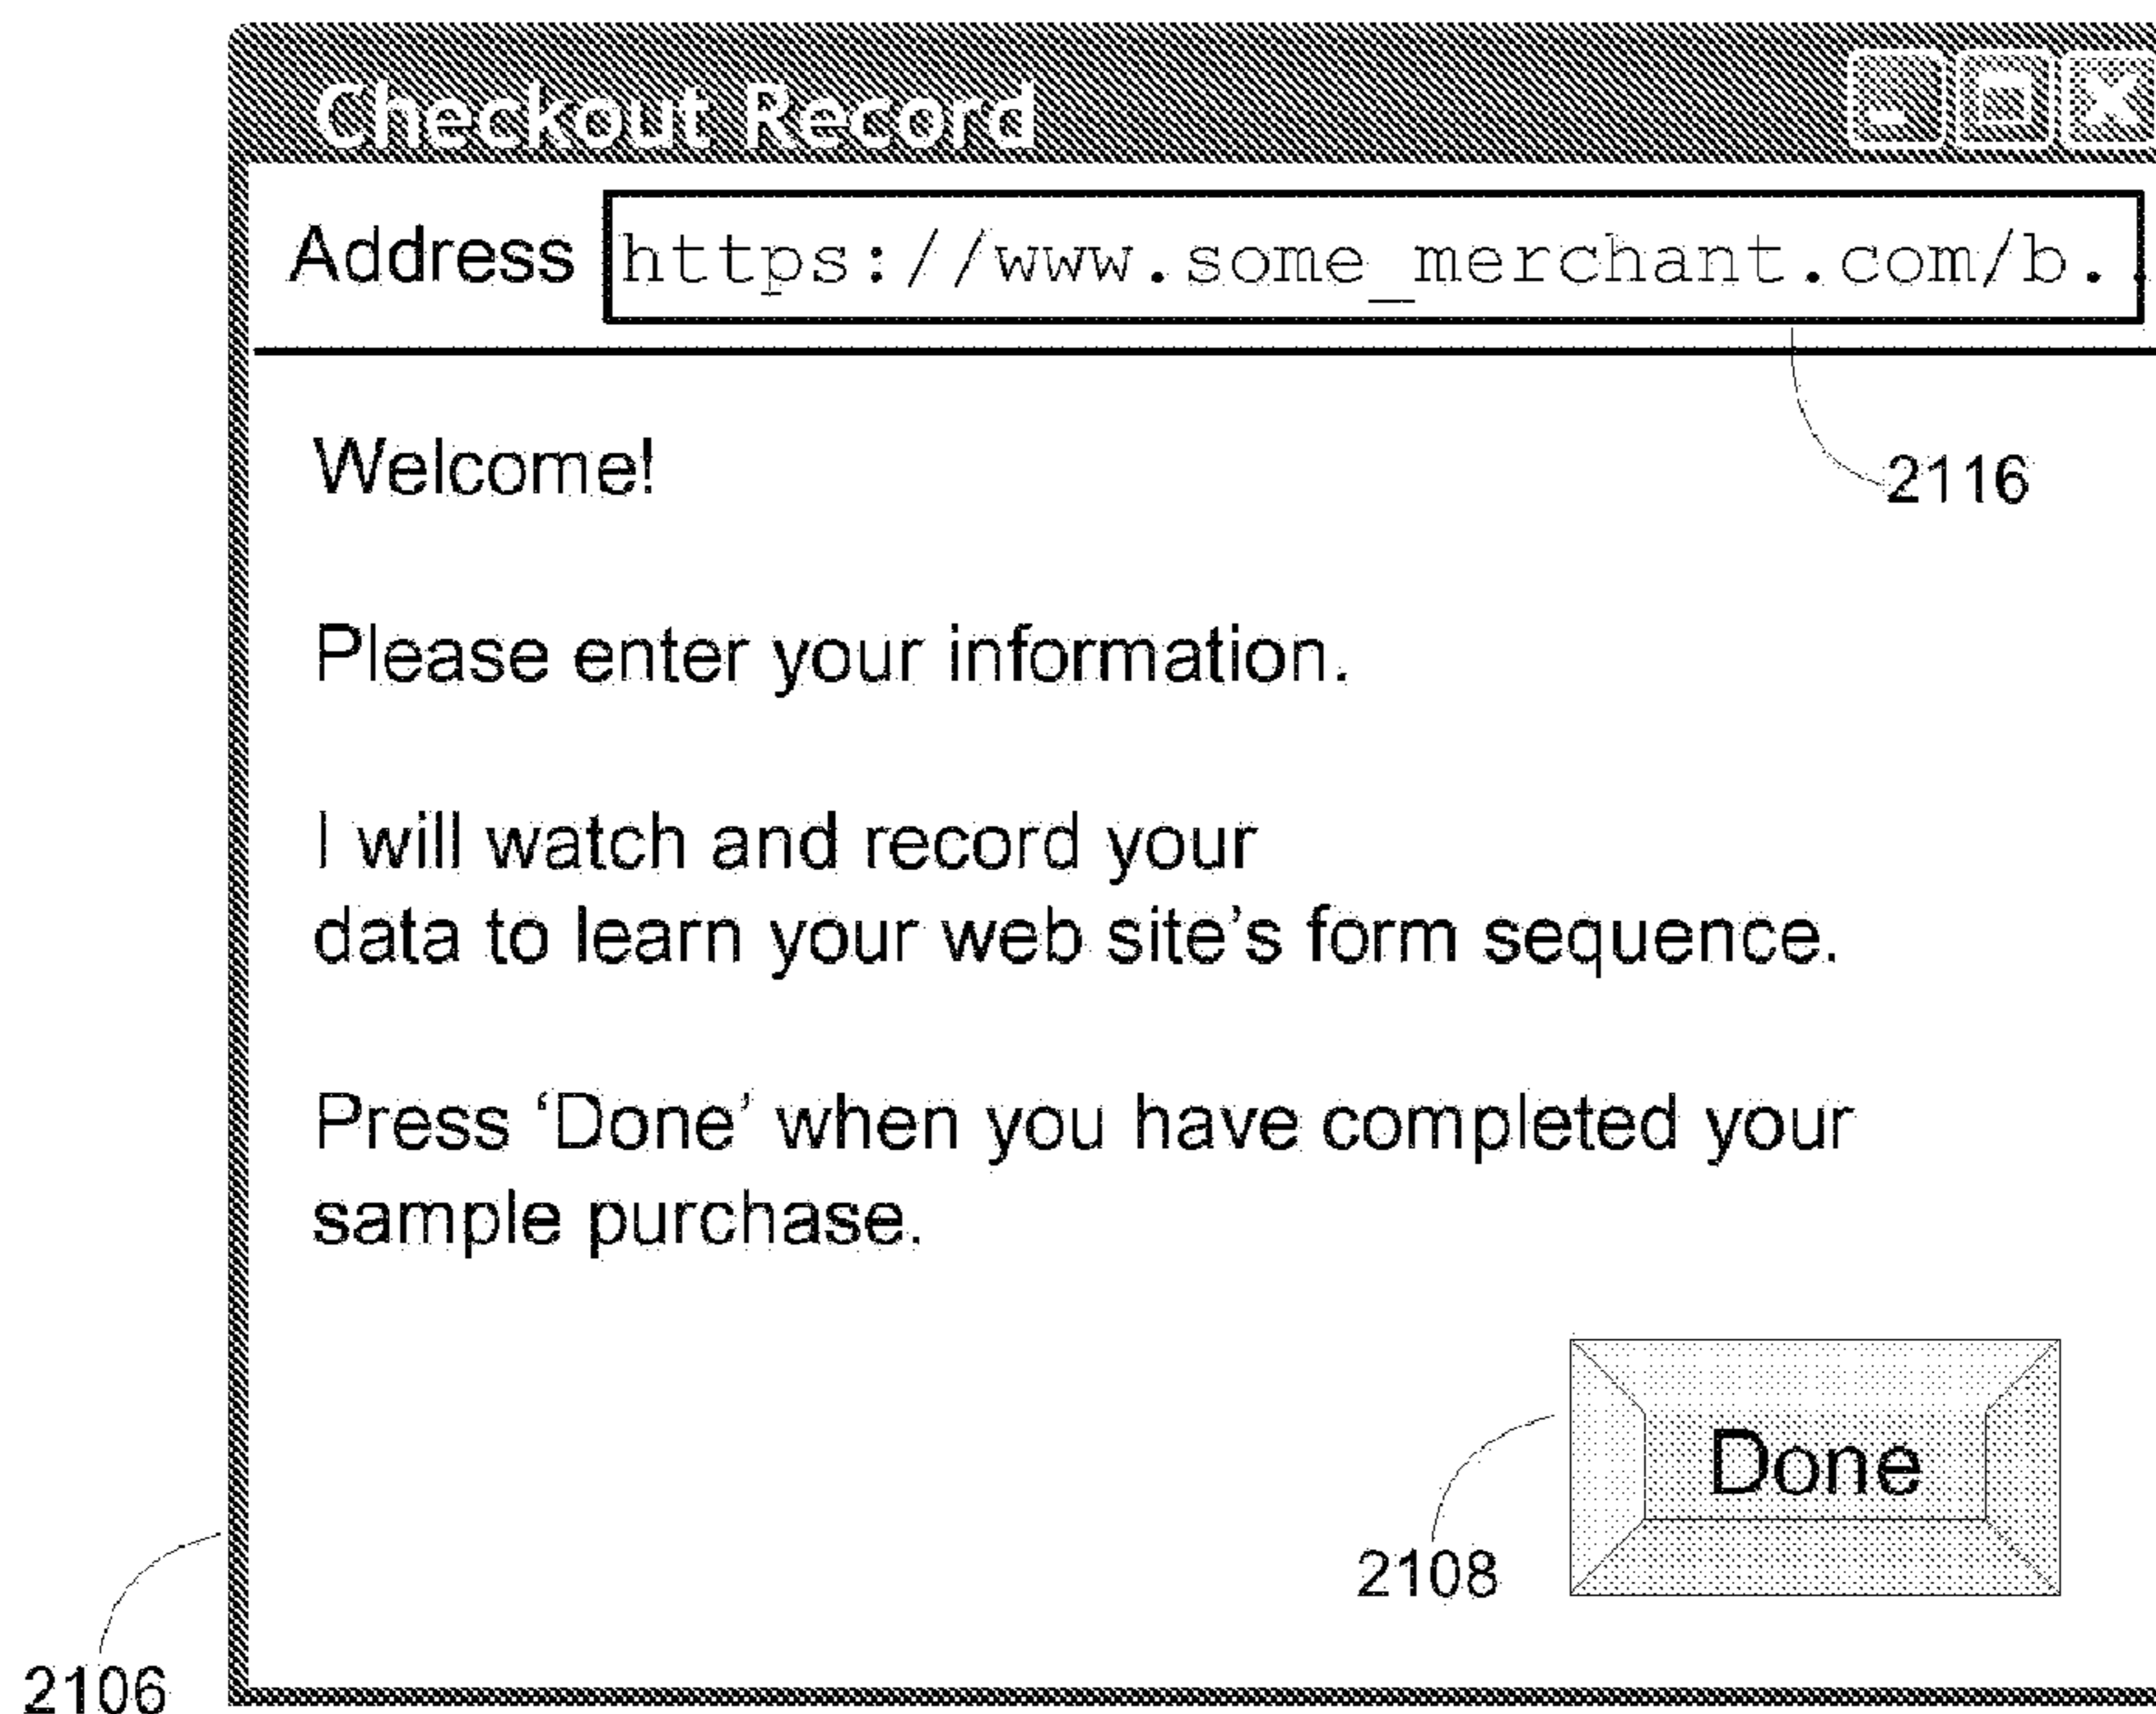 Checkout Record
Address https://www.some_merchant.com/b..
2116
Welcome!
Please enter your information.
I will watch and record your
data to learn your web site’s form sequence.
Press ‘Done’ when you have completed your
sample purchase.
Done
2108
2106